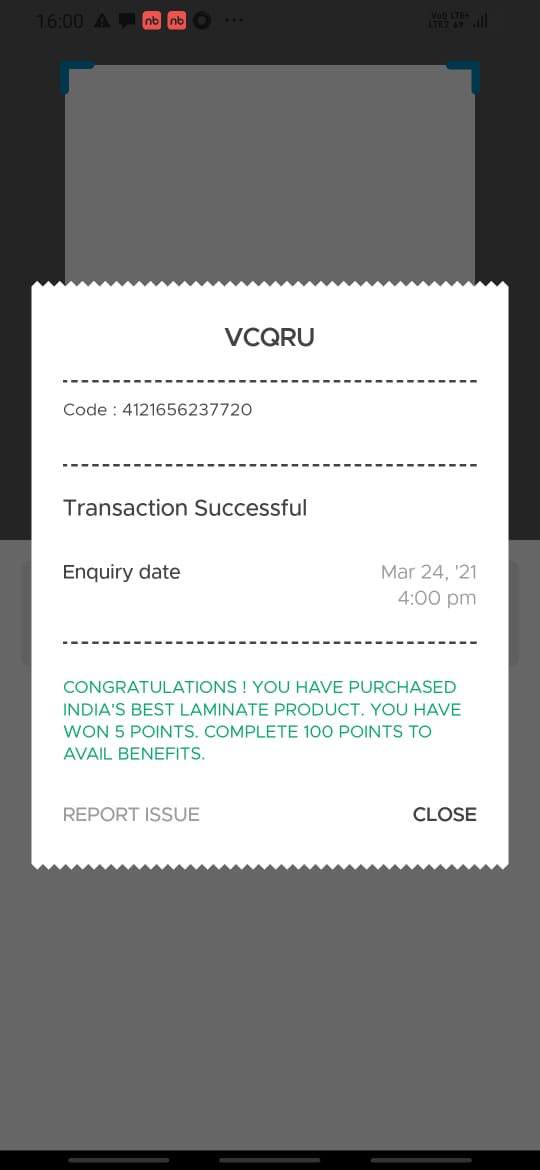 16:00 nb nb ...
Vo)) LTE+
LTE2
VCQRU
Code : 4121656237720
Transaction Successful
Enquiry date Mar 24, '21
4:00 pm
CONGRATULATIONS ! YOU HAVE PURCHASED
INDIA'S BEST LAMINATE PRODUCT. YOU HAVE
WON 5 POINTS. COMPLETE 100 POINTS TO
AVAIL BENEFITS.
REPORT ISSUE CLOSE